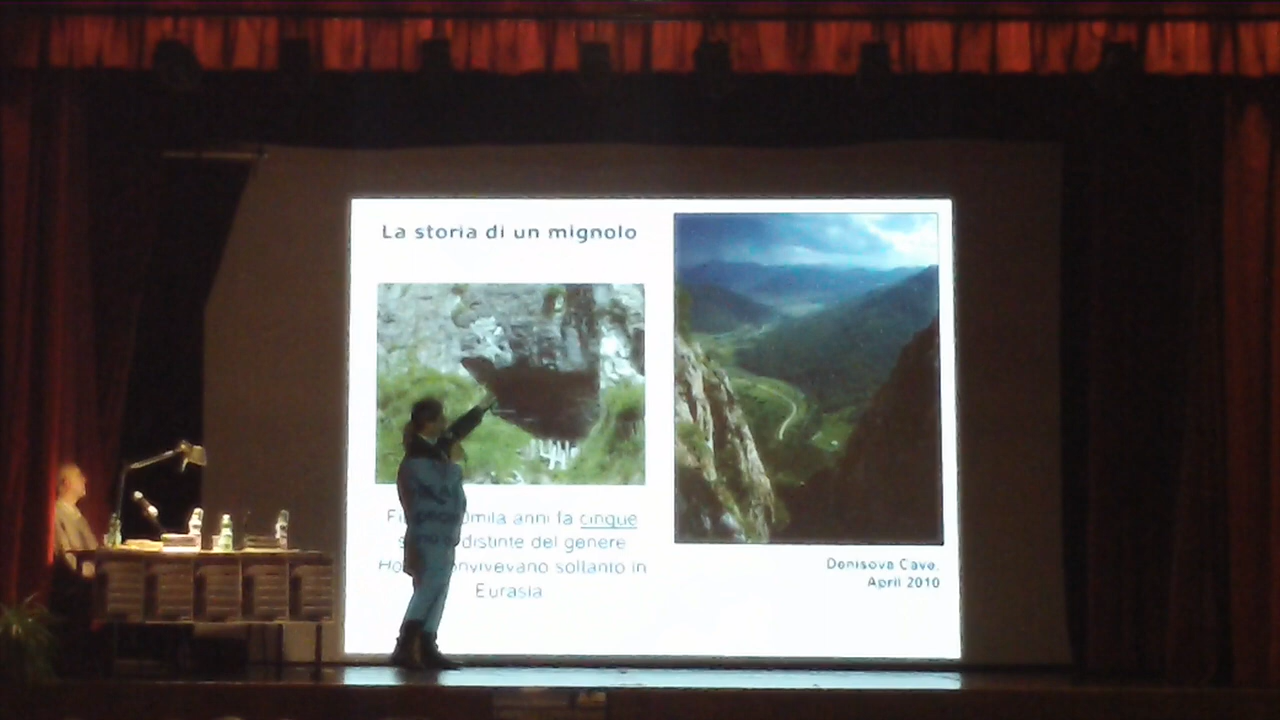 La storia di un mignolo
mila anni fa cinque
distinte del genere
convivevano soltanto in
Eurasia
Denisova Cave.
April 2010